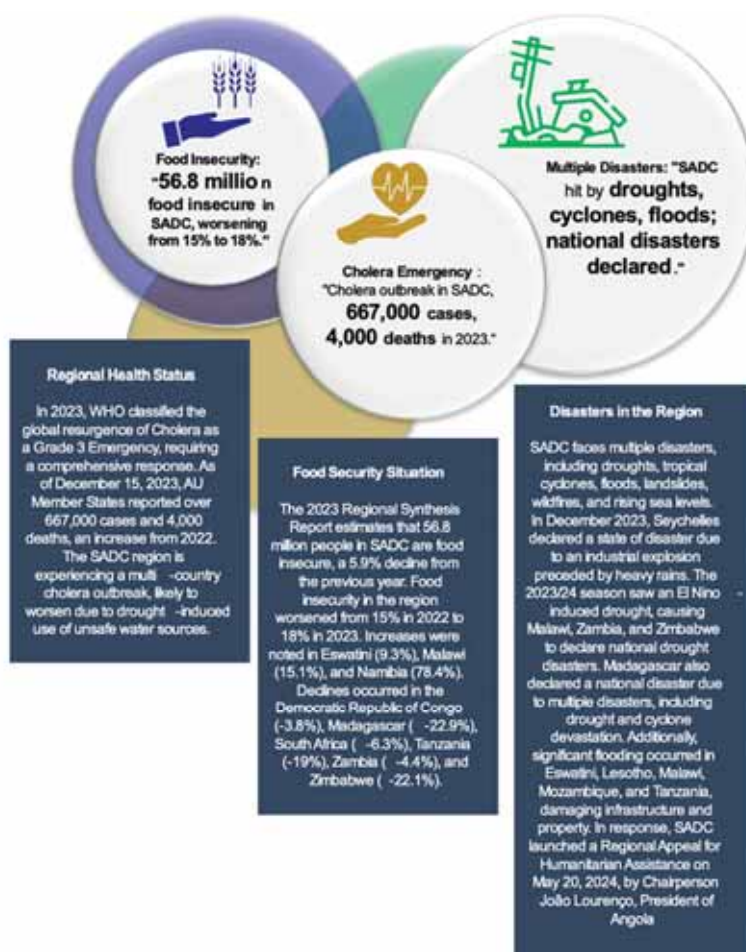 Food Insecurity:
"56.8 millio n
food insecure in
SADC, worsening
from 15% to 18%."
Cholera Emergency :
"Cholera outbreak in SADC,
667,000 cases,
4,000 deaths in 2023."
Multiple Disasters: "SADC
hit by droughts,
cyclones, floods;
national disasters
declared."
Regional Health Status
In 2023, WHO classified the
global resurgence of Cholera as
a Grade 3 Emergency, requiring
a comprehensive response. As
of December 15, 2023, AU
Member States reported over
667,000 cases and 4,000
deaths, an increase from 2022.
The SADC region is
experiencing a multi -country
cholera outbreak, likely to
worsen due to drought -induced
use of unsafe water sources.
Food Security Situation
The 2023 Regional Synthesis
Report estimates that 56.8
million people in SADC are food
insecure, a 5.9% decline from
the previous year. Food
insecurity in the region
worsened from 15% in 2022 to
18% in 2023. Increases were
noted in Eswatini (9.3%), Malawi
(15.1%), and Namibia (78.4%).
Declines occurred in the
Democratic Republic of Congo
(-3.8%), Madagascar ( -22.9%),
South Africa ( -6.3%), Tanzania
(-19%), Zambia ( -4.4%), and
Zimbabwe ( -22.1%).
Disasters in the Region
SADC faces multiple disasters,
including droughts, tropical
cyclones, floods, landslides,
wildfires, and rising sea levels.
In December 2023, Seychelles
declared a state of disaster due
to an industrial explosion
preceded by heavy rains. The
2023/24 season saw an El Nino -
induced drought, causing
Malawi, Zambia, and Zimbabwe
to declare national drought
disasters. Madagascar also
declared a national disaster due
to multiple disasters, including
drought and cyclone
devastation. Additionally,
significant flooding occurred in
Eswatini, Lesotho, Malawi,
Mozambique, and Tanzania,
damaging infrastructure and
property. In response, SADC
launched a Regional Appeal for
Humanitarian Assistance on
May 20, 2024, by Chairperson
João Lourenço, President of
Angola